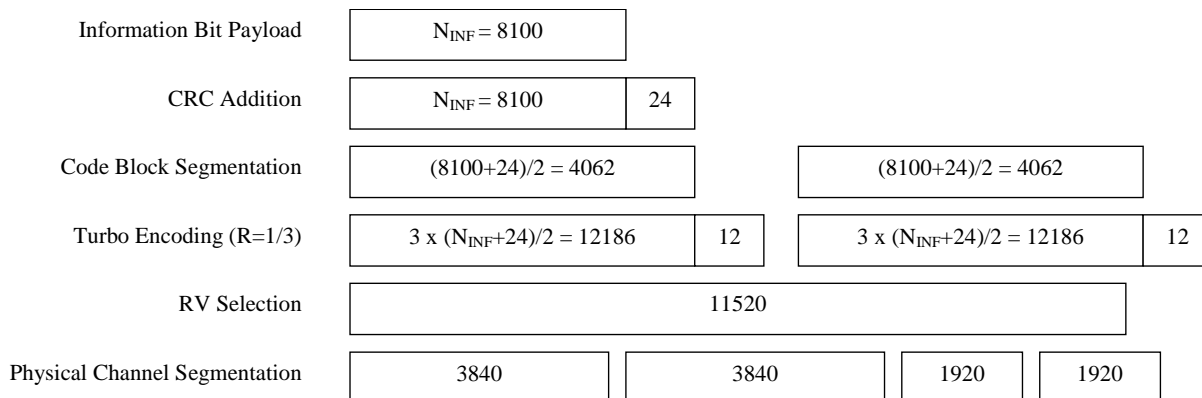 Information Bit Payload N_INF = 8100
CRC Addition N_INF = 8100 24
Code Block Segmentation (8100+24)/2 = 4062 (8100+24)/2 = 4062
Turbo Encoding (R=1/3) 3 x (N_INF+24)/2 = 12186 12 3 x (N_INF+24)/2 = 12186 12
RV Selection 11520
Physical Channel Segmentation 3840 3840 1920 1920